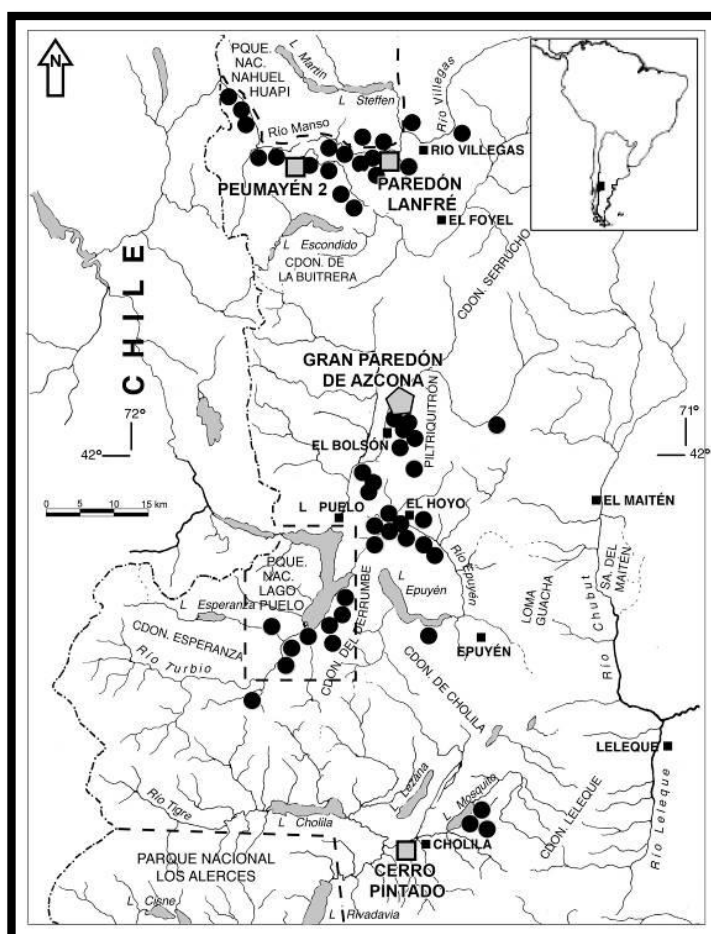 N
PQUE.
NAC.
NAHUEL
HUAPI
L Martin
L Steffen
Río Villegas
Río Manso
RIO VILLEGAS
PEUMAYÉN 2
PAREDÓN
LANFRÉ
EL FOYEL
L Escondido
CDON. DE
LA BUITRERA
CDON. SERRUCHO
CHILE
GRAN PAREDÓN
DE AZCONA
72°
42°
71°
42°
EL BOLSÓN
PILTRIQUITRÓN
0 5 10 15 km
L PUELO
EL HOYO
EL MAITÉN
PQUE.
NAC.
LAGO
PUELO
L Esperanza
CDON. ESPERANZA
Río Turbio
CDON. DEL DERRUMBE
L Epuyén
Río Epuyén
EPUYÉN
LOMA
GUACHA
Río Chubut
SA. DEL
MAITÉN
CDON. DE CHOLILA
LELEQUE
Río Tigre
L Cholila
Lezana
L Mosquito
CDON. LELEQUE
Río Leleque
CHOLILA
CERRO
PINTADO
PARQUE NACIONAL
LOS ALERCES
L Cisne
L Rivadavia